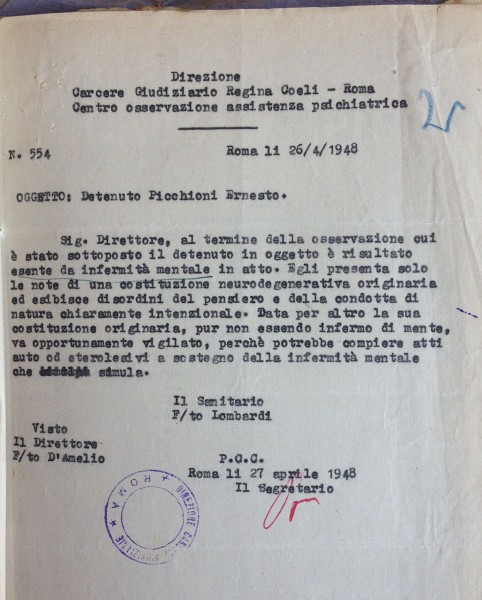 Direzione
Carcere Giudiziario Regina Coeli - Roma
Centro osservazione assistenza psichiatrica
N. 554
Roma li 26/4/1948
OGGETTO: Detenuto Picchioni Ernesto.
Sig. Direttore, al termine della osservazione cui
è stato sottoposto il detenuto in oggetto è risultato
esente da infermità mentale in atto. Egli presenta solo
le note di una costituzione neurodegenerativa originaria
ed esibisce disordini del pensiero e della condotta di
natura chiaramente intenzionale. Data per altro la sua
costituzione originaria, pur non essendo infermo di mente,
va opportunamente vigilato, perchè potrebbe compiere atti
auto od eterolesivi a sostegno della infermità mentale
che simula.
Il Sanitario
F/to Lombardi
Visto
Il Direttore
F/to D'Amelio
P.C.C.
Roma li 27 aprile 1948
Il Segretario
DIREZIONE GIUDIZIARIE
* ROMA *